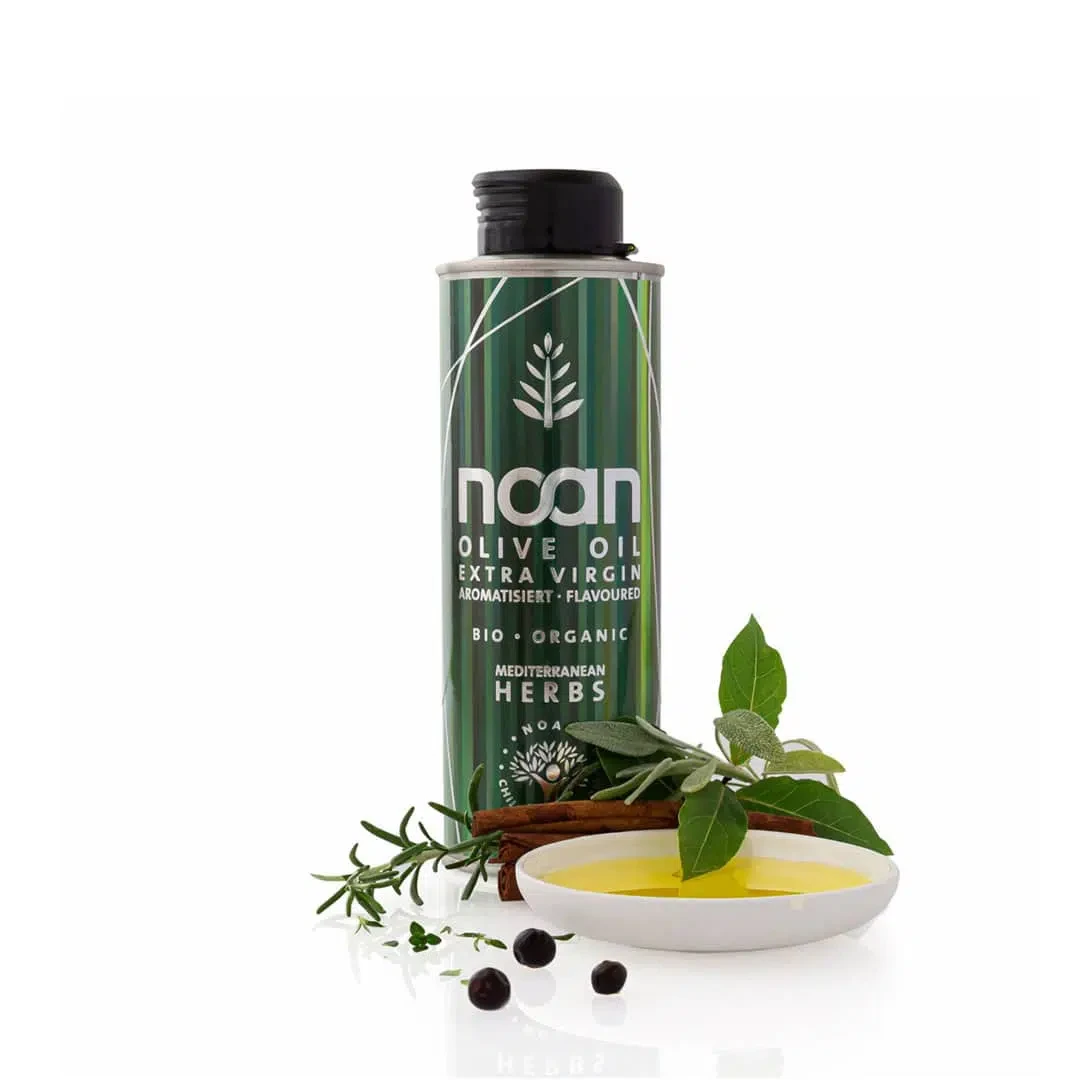 noan
OLIVE OIL
EXTRA VIRGIN
AROMATISIERT · FLAVOURED
BIO · ORGANIC
MEDITERRANEAN
HERBS